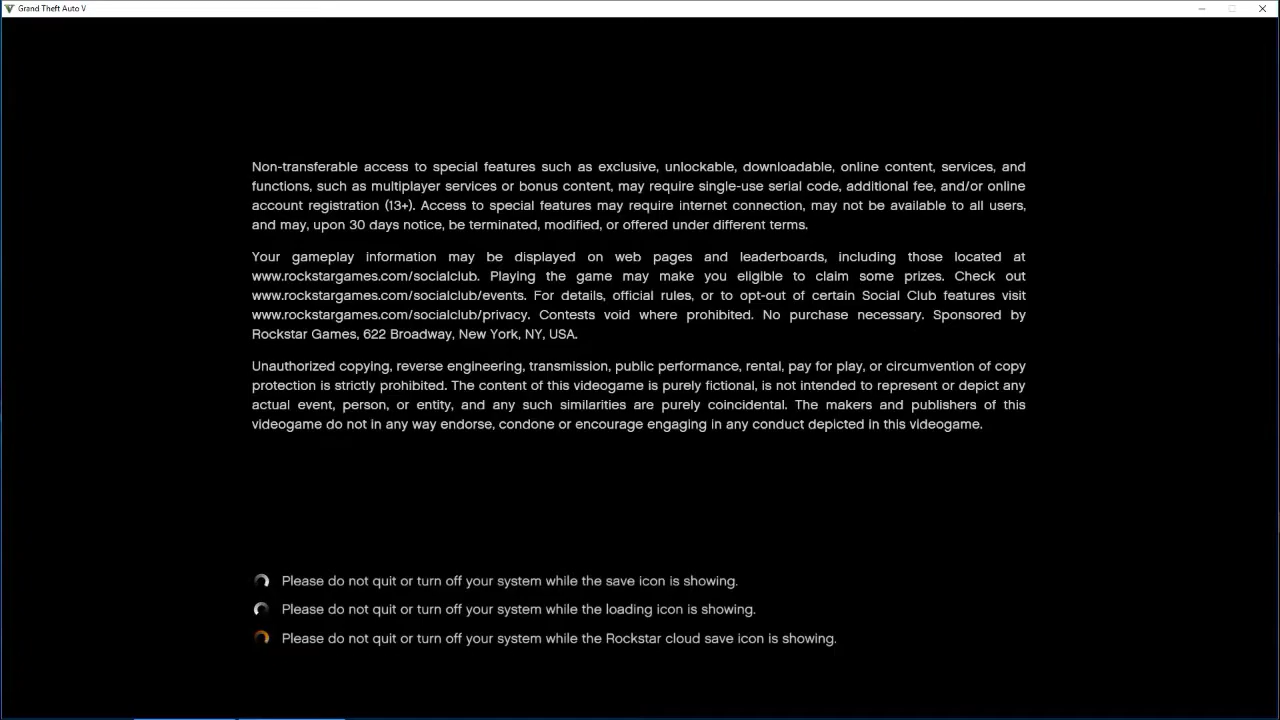 Grand Theft Auto V
Non-transferable access to special features such as exclusive, unlockable, downloadable, online content, services, and
functions, such as multiplayer services or bonus content, may require single-use serial code, additional fee, and/or online
account registration (13+). Access to special features may require internet connection, may not be available to all users,
and may, upon 30 days notice, be terminated, modified, or offered under different terms.
Your gameplay information may be displayed on web pages and leaderboards, including those located at
www.rockstargames.com/socialclub. Playing the game may make you eligible to claim some prizes. Check out
www.rockstargames.com/socialclub/events. For details, official rules, or to opt-out of certain Social Club features visit
www.rockstargames.com/socialclub/privacy. Contests void where prohibited. No purchase necessary. Sponsored by
Rockstar Games, 622 Broadway, New York, NY, USA.
Unauthorized copying, reverse engineering, transmission, public performance, rental, pay for play, or circumvention of copy
protection is strictly prohibited. The content of this videogame is purely fictional, is not intended to represent or depict any
actual event, person, or entity, and any such similarities are purely coincidental. The makers and publishers of this
videogame do not in any way endorse, condone or encourage engaging in any conduct depicted in this videogame.
Please do not quit or turn off your system while the save icon is showing.
Please do not quit or turn off your system while the loading icon is showing.
Please do not quit or turn off your system while the Rockstar cloud save icon is showing.